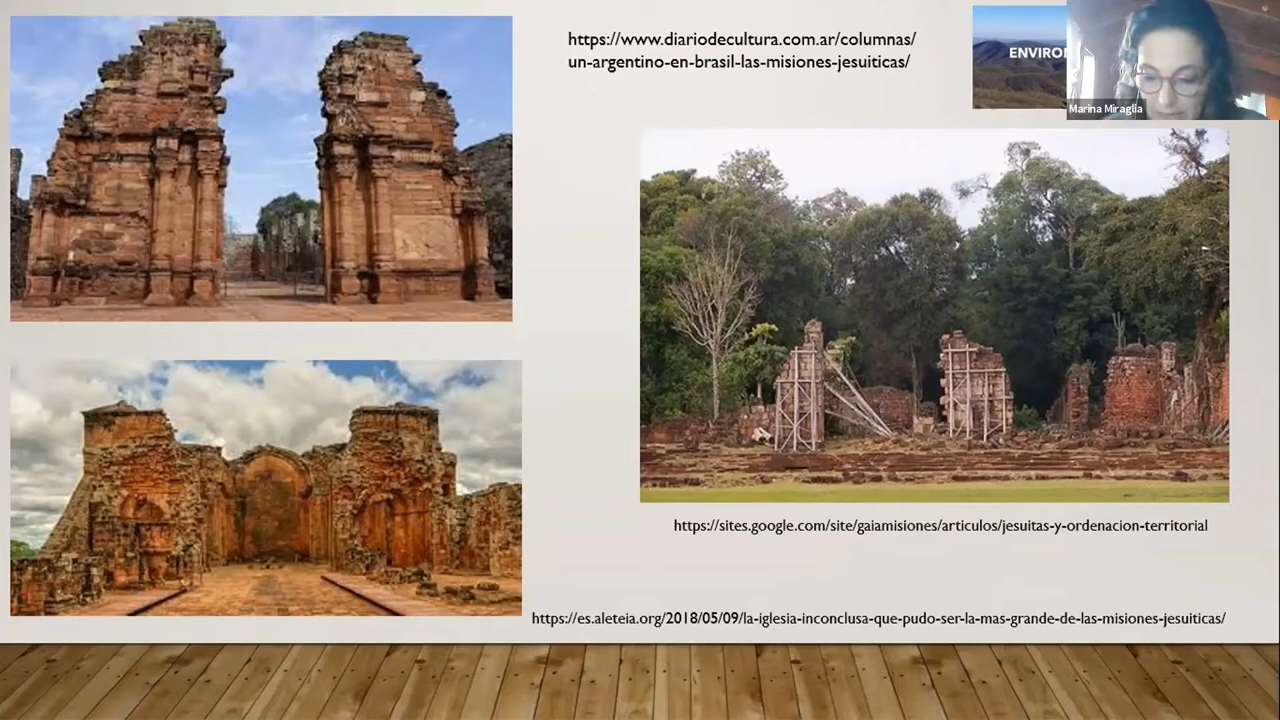 https://www.diariodecultura.com.ar/columnas/
un-argentino-en-brasil-las-misiones-jesuiticas/
ENVIRO
Marina Miraglia
https://sites.google.com/site/gaiamisiones/articulos/jesuitas-y-ordenacion-territorial
https://es.aleteia.org/2018/05/09/la-iglesia-inconclusa-que-pudo-ser-la-mas-grande-de-las-misiones-jesuiticas/